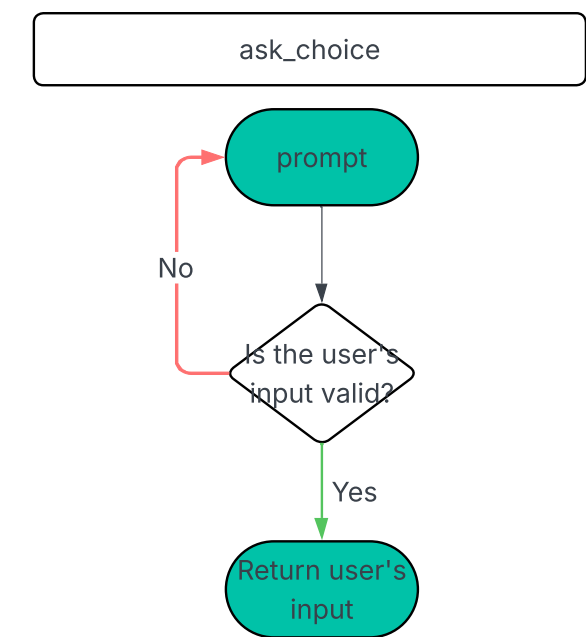 ask_choice
prompt
No
Is the user's
input valid?
Yes
Return user's
input